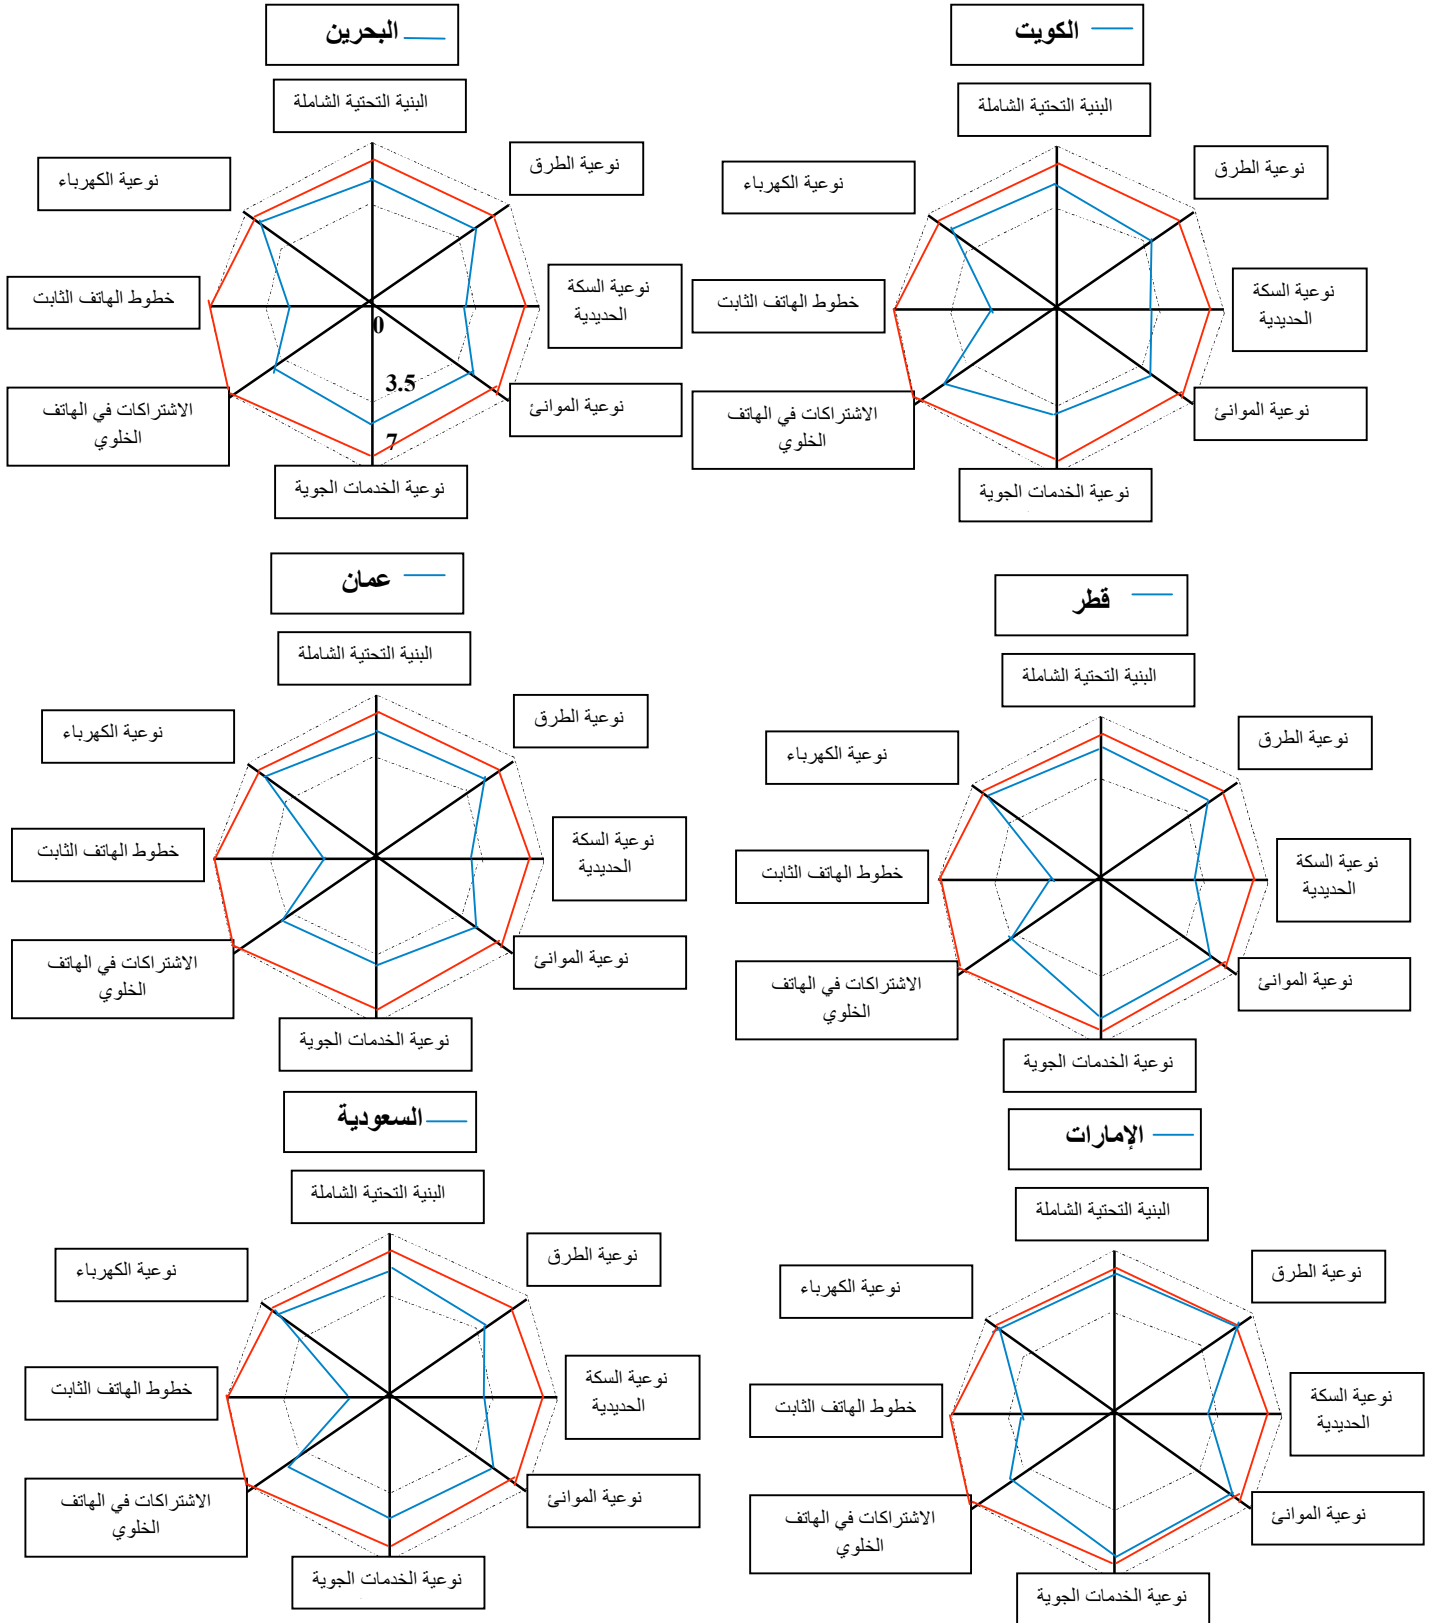 البحرين
البنية التحتية الشاملة
نوعية الطرق
نوعية الكهرباء
نوعية السكة
الحديدية
خطوط الهاتف الثابت
0
3.5
7
نوعية الموانئ
الاشتراكات في الهاتف
الخلوي
نوعية الخدمات الجوية
الكويت
البنية التحتية الشاملة
نوعية الطرق
نوعية الكهرباء
نوعية السكة
الحديدية
خطوط الهاتف الثابت
نوعية الموانئ
الاشتراكات في الهاتف
الخلوي
نوعية الخدمات الجوية
عمان
البنية التحتية الشاملة
نوعية الطرق
نوعية الكهرباء
نوعية السكة
الحديدية
خطوط الهاتف الثابت
نوعية الموانئ
الاشتراكات في الهاتف
الخلوي
نوعية الخدمات الجوية
قطر
البنية التحتية الشاملة
نوعية الطرق
نوعية الكهرباء
نوعية السكة
الحديدية
خطوط الهاتف الثابت
نوعية الموانئ
الاشتراكات في الهاتف
الخلوي
نوعية الخدمات الجوية
السعودية
البنية التحتية الشاملة
نوعية الطرق
نوعية الكهرباء
نوعية السكة
الحديدية
خطوط الهاتف الثابت
نوعية الموانئ
الاشتراكات في الهاتف
الخلوي
نوعية الخدمات الجوية
الإمارات
البنية التحتية الشاملة
نوعية الطرق
نوعية الكهرباء
نوعية السكة
الحديدية
خطوط الهاتف الثابت
نوعية الموانئ
الاشتراكات في الهاتف
الخلوي
نوعية الخدمات الجوية